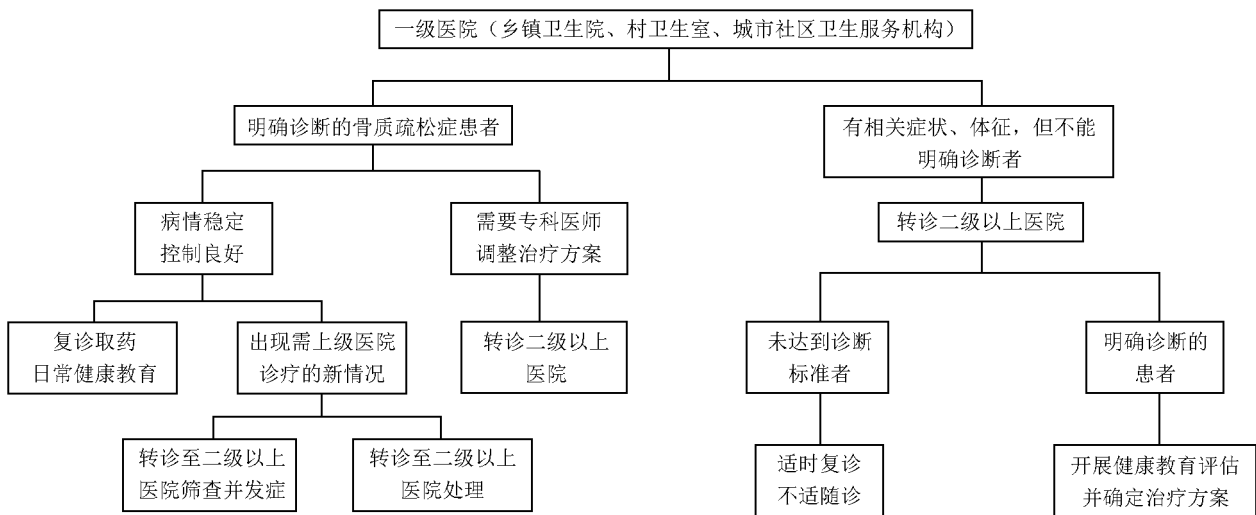 一级医院（乡镇卫生院、村卫生室、城市社区卫生服务机构）
明确诊断的骨质疏松症患者
有相关症状、体征，但不能
明确诊断者
病情稳定
控制良好
需要专科医师
调整治疗方案
转诊二级以上医院
复诊取药
日常健康教育
出现需上级医院
诊疗的新情况
转诊二级以上
医院
未达到诊断
标准者
明确诊断的
患者
转诊至二级以上
医院筛查并发症
转诊至二级以上
医院处理
适时复诊
不适随诊
开展健康教育评估
并确定治疗方案